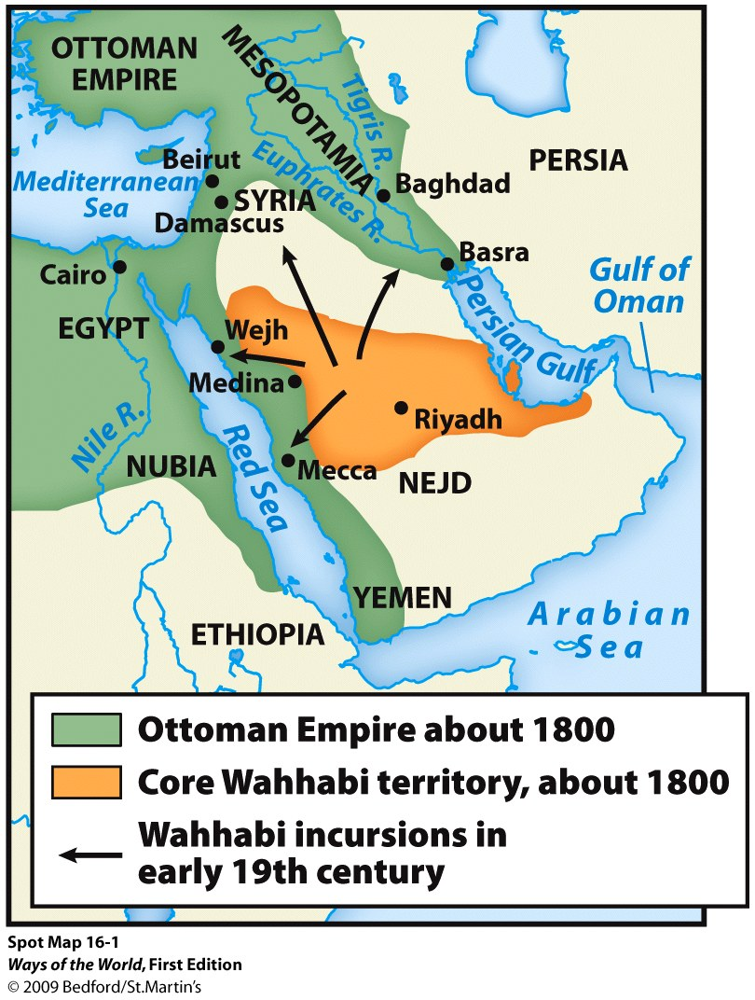 OTTOMAN
EMPIRE
MESOPOTAMIA
Tigris R.
Euphrates R.
PERSIA
Beirut
Mediterranean
Sea
SYRIA
Damascus
Baghdad
Basra
Cairo
Gulf of
Oman
Persian Gulf
EGYPT
Wejh
Medina
Riyadh
Nile R.
NUBIA
Red Sea
Mecca
NEJD
YEMEN
ETHIOPIA
Arabian
Sea
Ottoman Empire about 1800
Core Wahhabi territory, about 1800
Wahhabi incursions in
early 19th century
Spot Map 16-1
Ways of the World, First Edition
© 2009 Bedford/St.Martin's